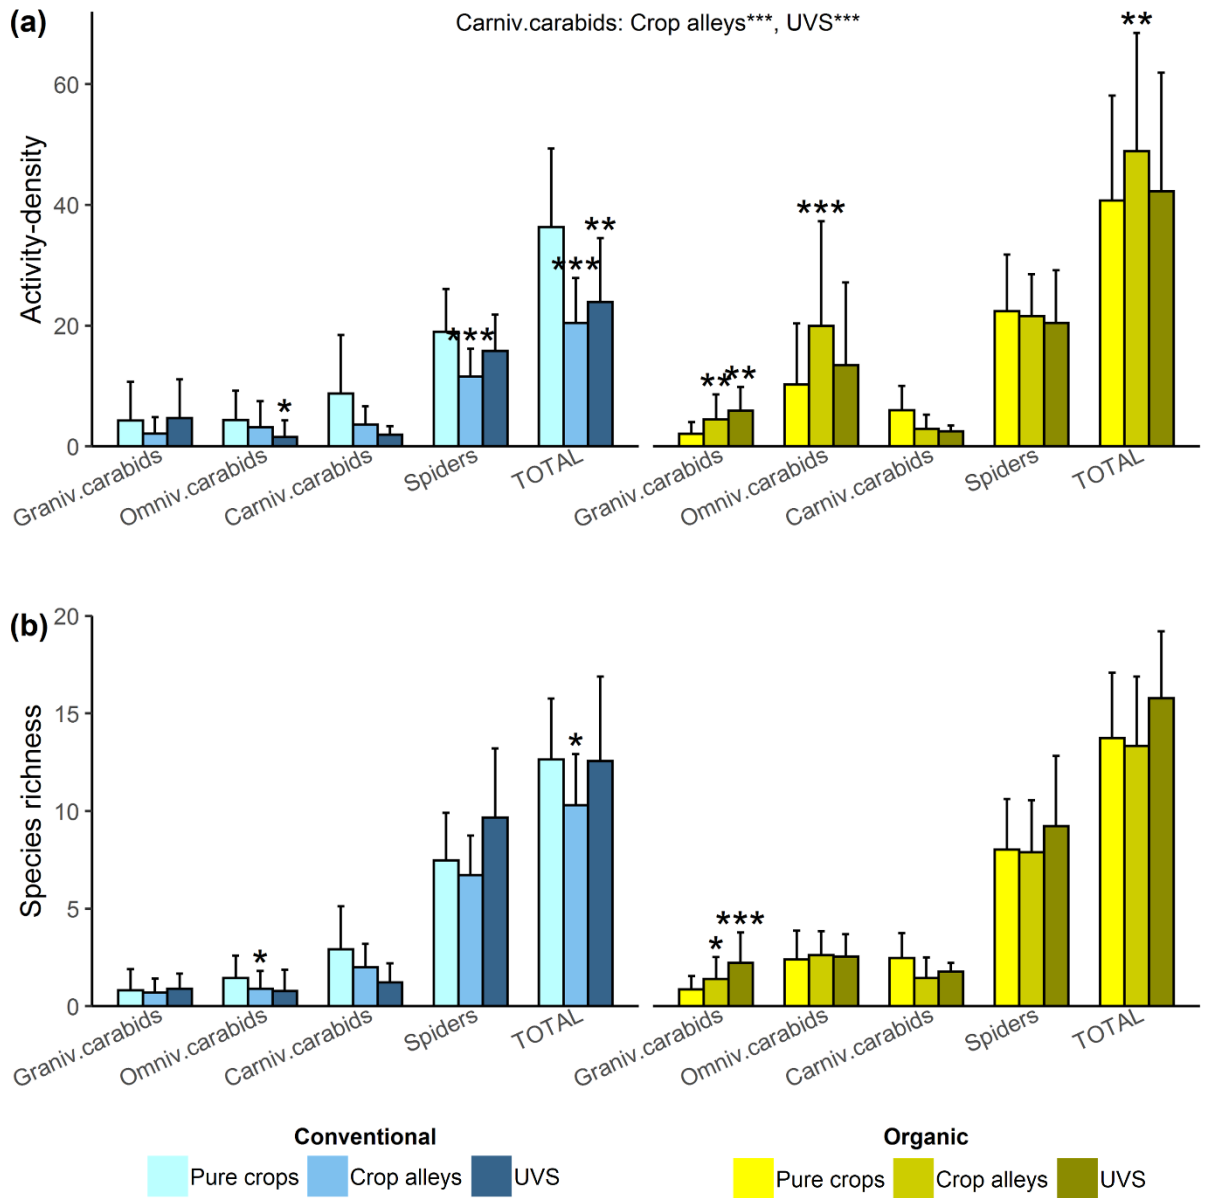 (a)
Carniv.carabids: Crop alleys***, UVS***
Activity-density
60
40
20
0
* *** *** **
** ** *** **
Graniv.carabids Omniv.carabids Carniv.carabids Spiders TOTAL
Graniv.carabids Omniv.carabids Carniv.carabids Spiders TOTAL
(b)
Species richness
20
15
10
5
0
* *
* ***
Graniv.carabids Omniv.carabids Carniv.carabids Spiders TOTAL
Graniv.carabids Omniv.carabids Carniv.carabids Spiders TOTAL
Conventional
Pure crops Crop alleys UVS
Organic
Pure crops Crop alleys UVS